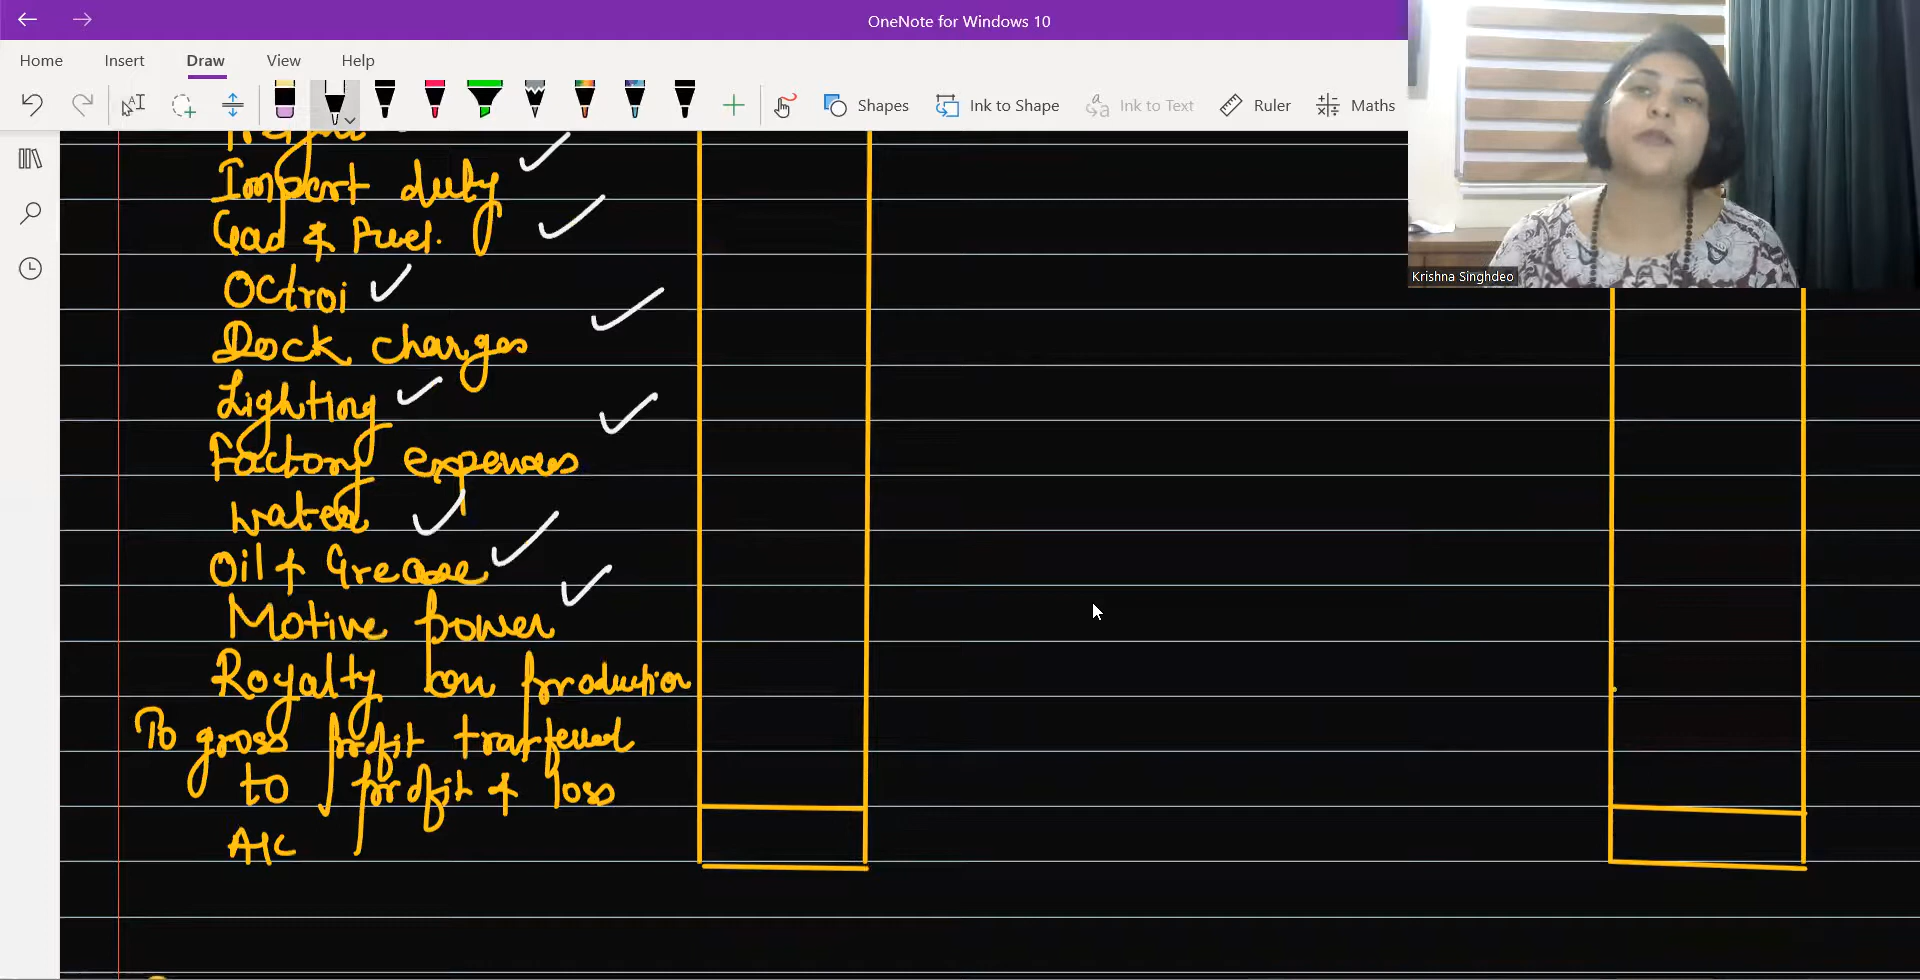 OneNote for Windows 10
Home Insert Draw View Help
Shapes Ink to Shape Ink to Text Ruler Maths
Krishna Singhdeo
Import duty
Gas & Fuel.
Octroi
Dock charges
Lighting
Factory expenses
water
Oil & Grease
Motive power
Royalty on production
To gross profit tranferred
to profit & loss
A/c